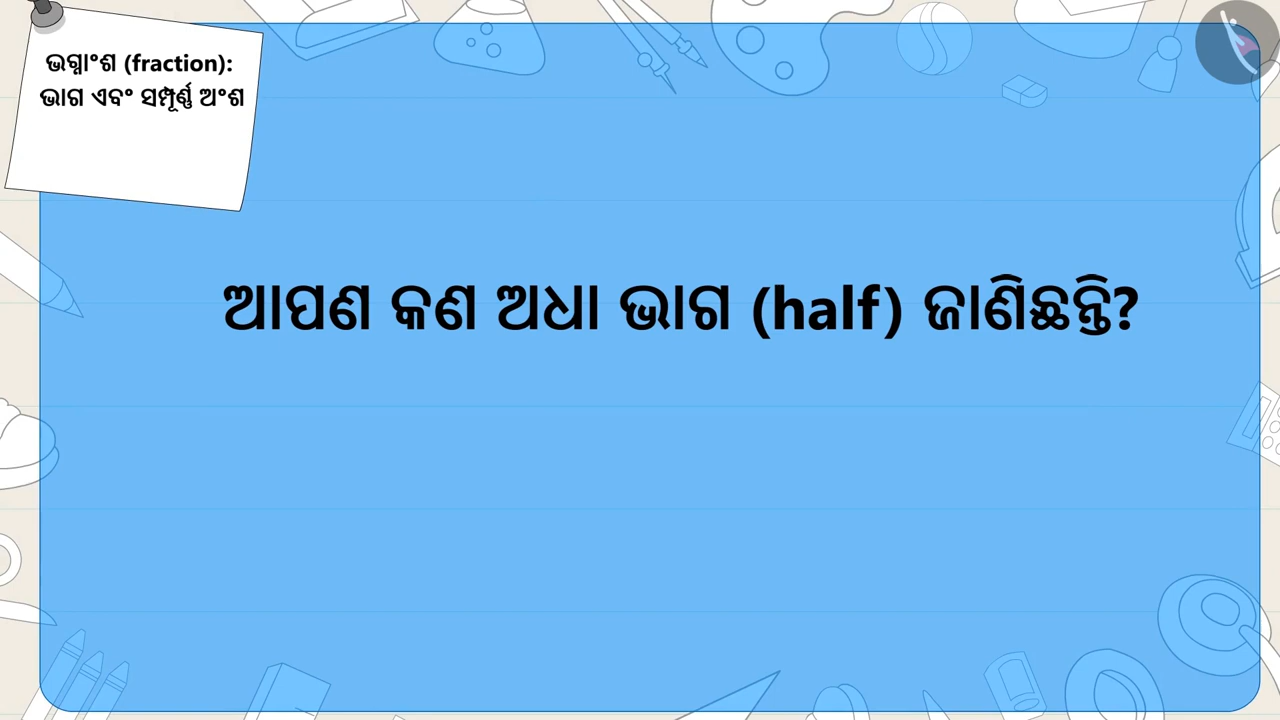 ଭଗ୍ନାଂଶ (fraction):
ଭାଗ ଏବଂ ସମ୍ପୂର୍ଣ୍ଣ ଅଂଶ
ଆପଣ କଣ ଅଧା ଭାଗ (half) ଜାଣିଛନ୍ତି?